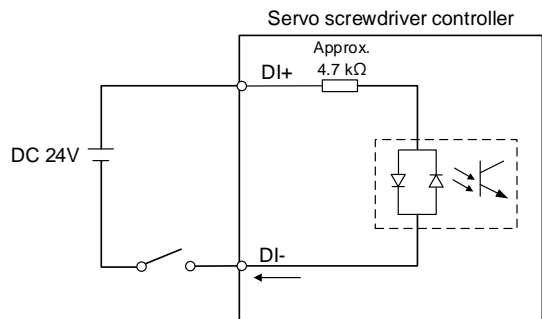 Servo screwdriver controller
Approx.
4.7 kΩ
DI+
DC 24V
DI-